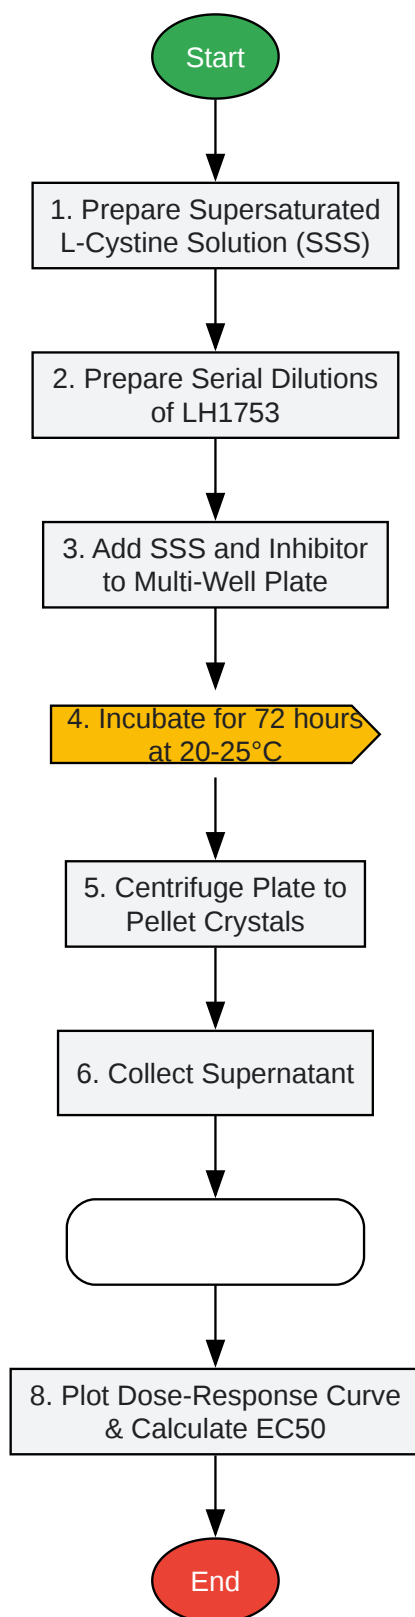 Start
1. Prepare Supersaturated
L-Cystine Solution (SSS)
2. Prepare Serial Dilutions
of LH1753
3. Add SSS and Inhibitor
to Multi-Well Plate
4. Incubate for 72 hours
at 20-25°C
5. Centrifuge Plate to
Pellet Crystals
6. Collect Supernatant
8. Plot Dose-Response Curve
& Calculate EC50
End